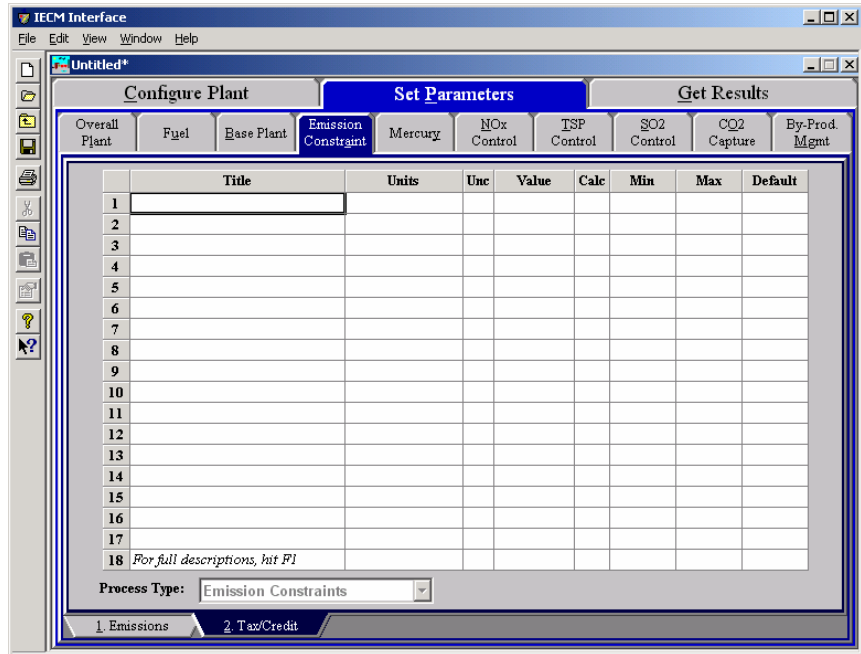 IECM Interface
File Edit View Window Help
Untitled*
Configure Plant Set Parameters Get Results
Overall Plant Fuel Base Plant Emission Constraint Mercury NOx Control TSP Control SO2 Control CO2 Capture By-Prod. Mgmt
Title Units Unc Value Calc Min Max Default
1
2
3
4
5
6
7
8
9
10
11
12
13
14
15
16
17
18 For full descriptions, hit F1
Process Type: Emission Constraints
1. Emissions 2. Tax/Credit